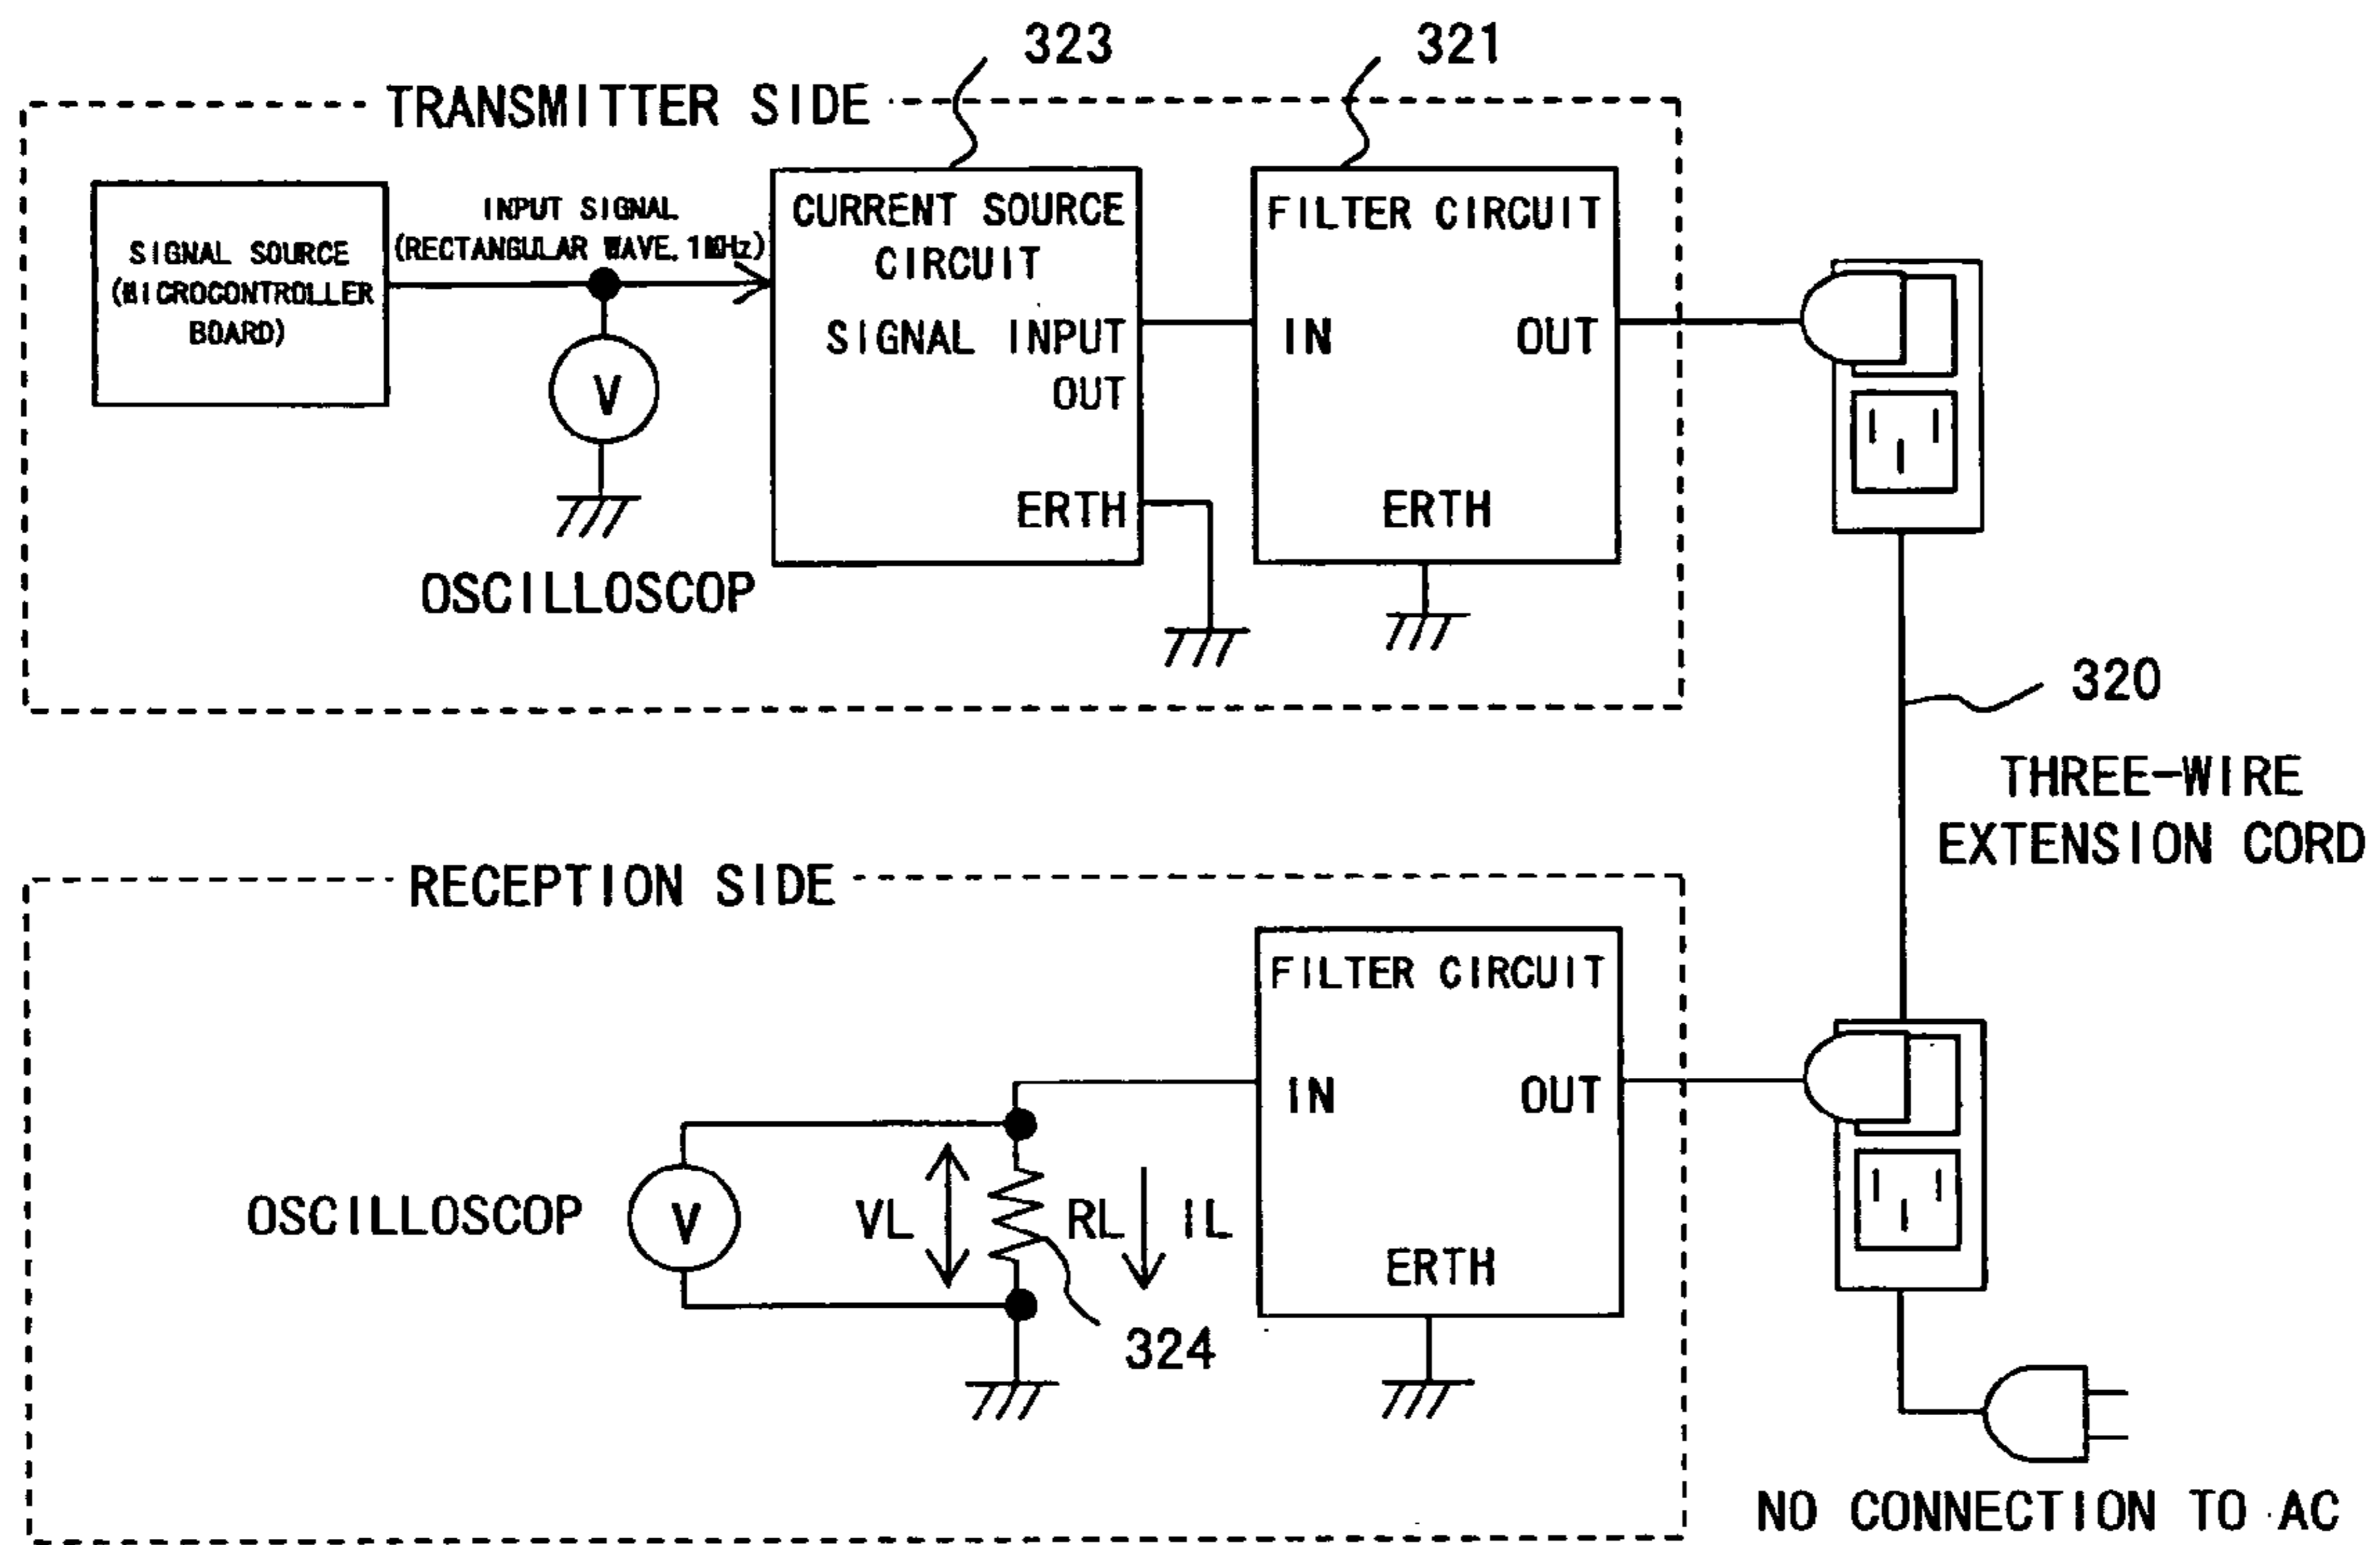 323
321
TRANSMITTER SIDE
SIGNAL SOURCE
(MICROCONTROLLER
BOARD)
INPUT SIGNAL
(RECTANGULAR WAVE.
V
OSCILLOSCOP
CURRENT SOURCE
CIRCUIT
SIGNAL INPUT
OUT
ERTH
FILTER CIRCUIT
IN OUT
ERTH
320
THREE-WIRE
EXTENSION CORD
RECEPTION SIDE
OSCILLOSCOP
V
VL
RL
IL
324
FILTER CIRCUIT
IN OUT
ERTH
NO CONNECTION TO AC